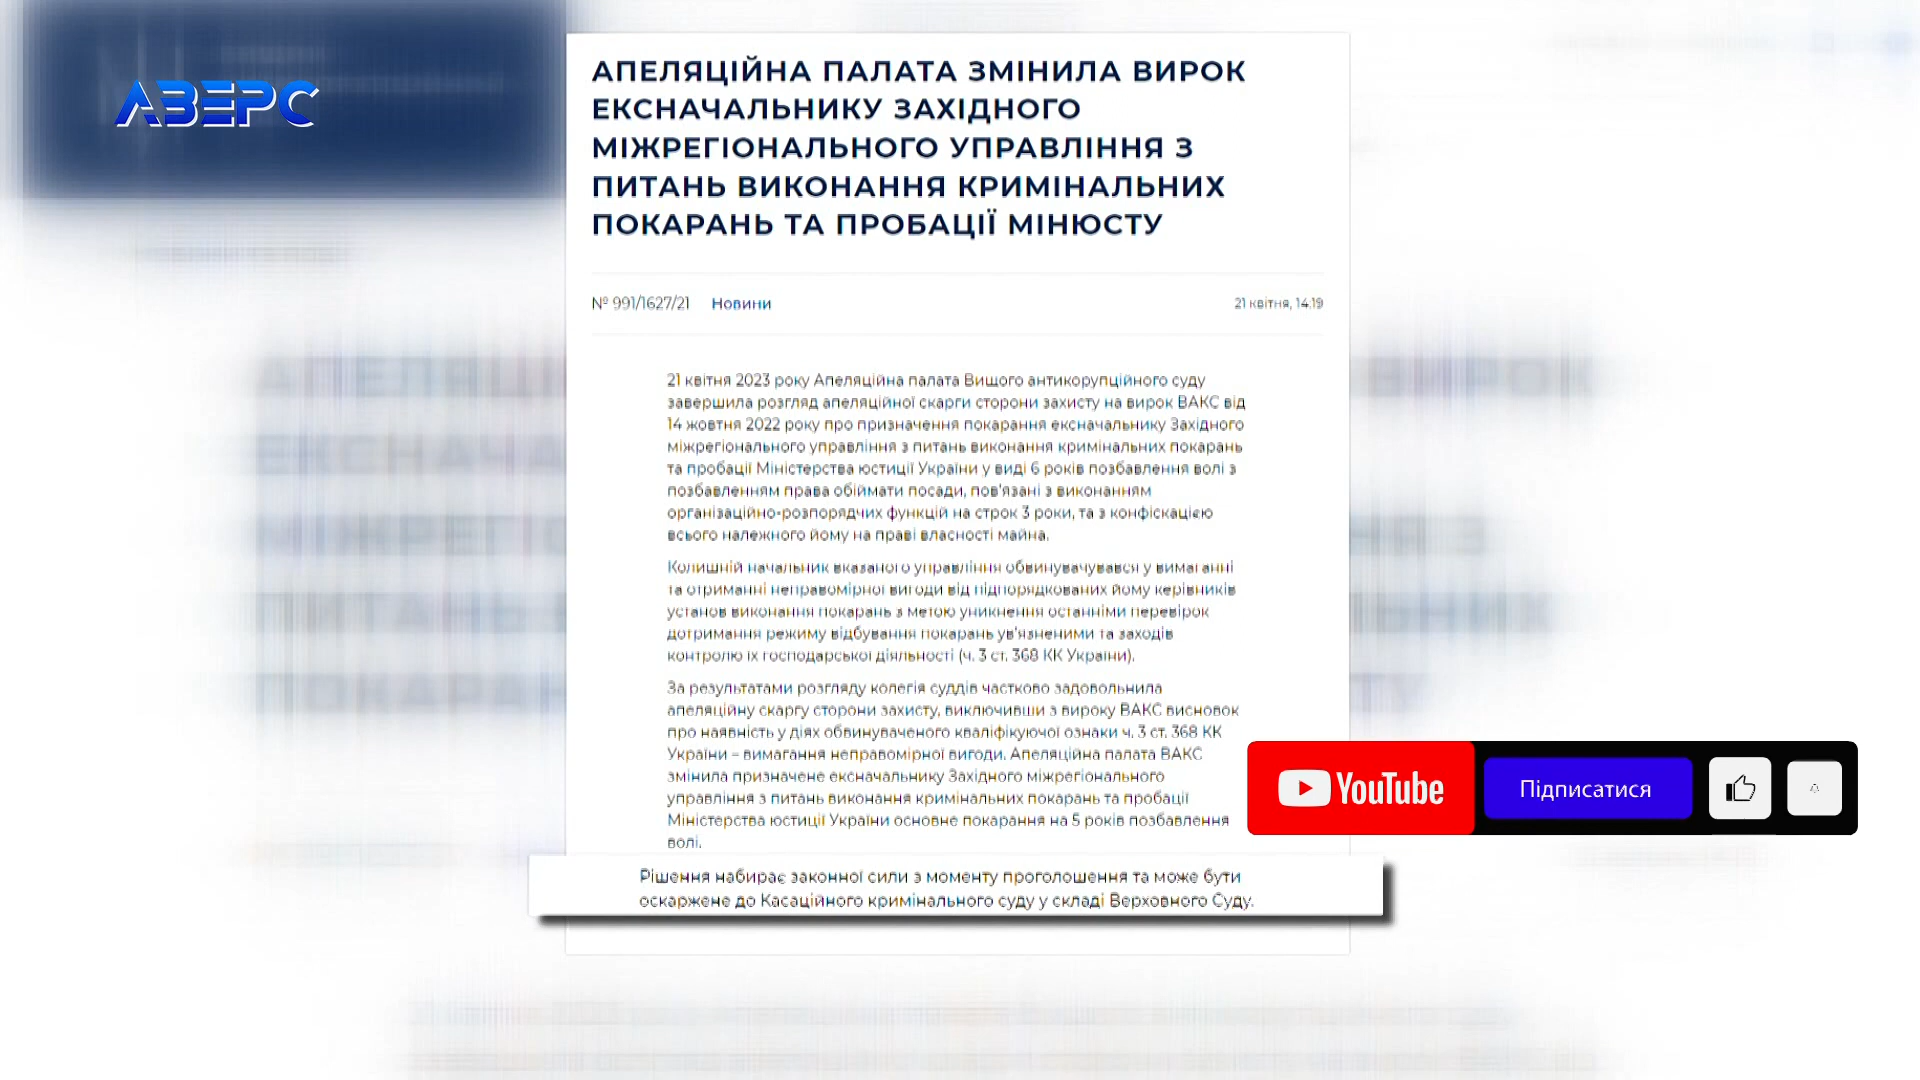 АВЕРС
АПЕЛЯЦІЙНА ПАЛАТА ЗМІНИЛА ВИРОК
ЕКСНАЧАЛЬНИКУ ЗАХІДНОГО
МІЖРЕГІОНАЛЬНОГО УПРАВЛІННЯ З
ПИТАНЬ ВИКОНАННЯ КРИМІНАЛЬНИХ
ПОКАРАНЬ ТА ПРОБАЦІЇ МІНЮСТУ
№ 991/1627/21 Новини 21 квітня, 14:19
21 квітня 2023 року Апеляційна палата Вищого антикорупційного суду
завершила розгляд апеляційної скарги сторони захисту на вирок ВАКС від
14 жовтня 2022 року про призначення покарання ексначальнику Західного
міжрегіонального управління з питань виконання кримінальних покарань
та пробації Міністерства юстиції України у виді 6 років позбавлення волі з
позбавленням права обіймати посади, пов'язані з виконанням
організаційно-розпорядчих функцій на строк 3 роки, та з конфіскацією
всього належного йому на праві власності майна.
Колишній начальник вказаного управління обвинувачувався у вимаганні
та отриманні неправомірної вигоди від підпорядкованих йому керівників
установ виконання покарань з метою уникнення останніми перевірок
дотримання режиму відбування покарань ув'язненими та заходів
контролю їх господарської діяльності (ч. 3 ст. 368 КК України).
За результатами розгляду колегія суддів частково задовольнила
апеляційну скаргу сторони захисту, виключивши з вироку ВАКС висновок
про наявність у діях обвинуваченого кваліфікуючої ознаки ч. 3 ст. 368 КК
України – вимагання неправомірної вигоди. Апеляційна палата ВАКС
змінила призначене ексначальнику Західного міжрегіонального
управління з питань виконання кримінальних покарань та пробації
Міністерства юстиції України основне покарання на 5 років позбавлення
волі.
YouTube Підписатися
Рішення набирає законної сили з моменту проголошення та може бути
оскаржене до Касаційного кримінального суду у складі Верховного Суду.